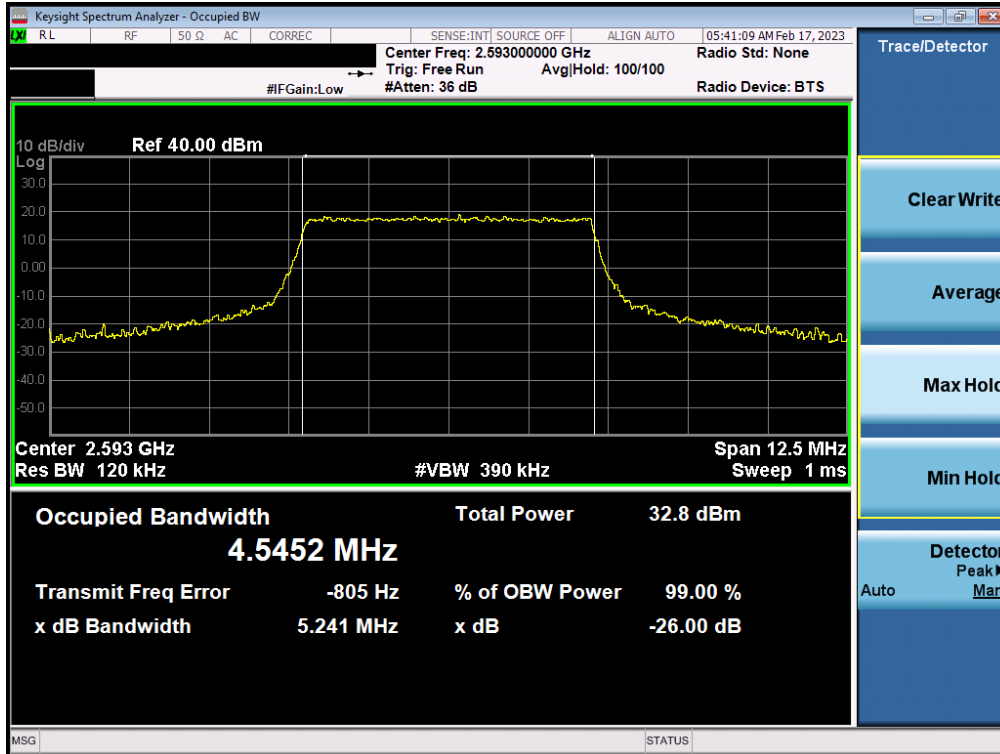 Keysight Spectrum Analyzer - Occupied BW
LXI RL RF 50 Ω AC CORREC SENSE:INT SOURCE OFF ALIGN AUTO 05:41:09 AM Feb 17, 2023
Center Freq: 2.593000000 GHz Radio Std: None
Trig: Free Run Avg|Hold: 100/100
#IFGain:Low #Atten: 36 dB Radio Device: BTS
Trace/Detector
10 dB/div Ref 40.00 dBm
Log
30.0
20.0
10.0
0.00
-10.0
-20.0
-30.0
-40.0
-50.0
Center 2.593 GHz Span 12.5 MHz
Res BW 120 kHz #VBW 390 kHz Sweep 1 ms
Occupied Bandwidth Total Power 32.8 dBm
4.5452 MHz
Transmit Freq Error -805 Hz % of OBW Power 99.00 %
x dB Bandwidth 5.241 MHz x dB -26.00 dB
Clear Write
Average
Max Hold
Min Hold
Detector
Peak
Auto Man
MSG STATUS